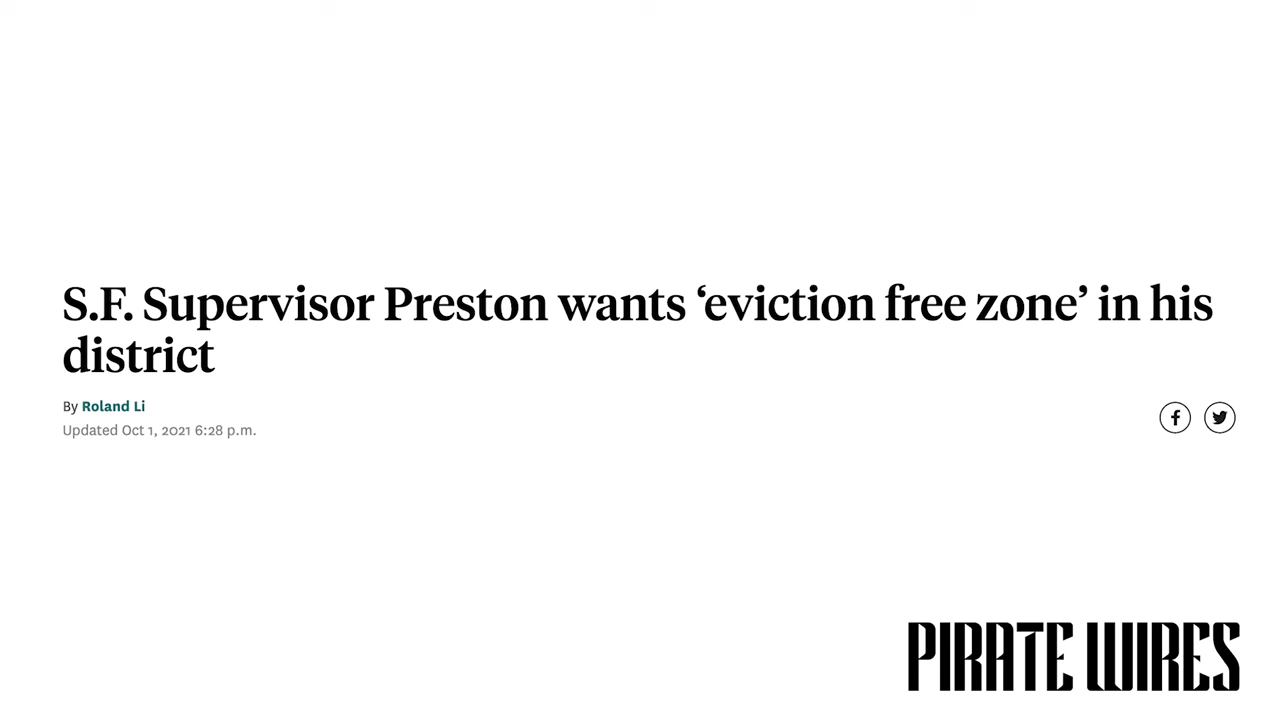 S.F. Supervisor Preston wants ‘eviction free zone’ in his
district
By Roland Li
Updated Oct 1, 2021 6:28 p.m.
PIRATE WIRES